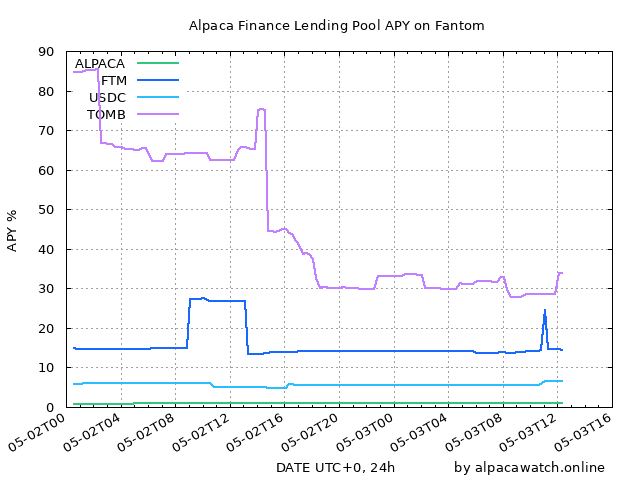 Alpaca Finance Lending Pool APY on Fantom
90
80
70
60
50
40
30
20
10
0
APY %
ALPACA
FTM
USDC
TOMB
05-02T00
05-02T04
05-02T08
05-02T12
05-02T16
05-02T20
05-03T00
05-03T04
05-03T08
05-03T12
05-03T16
DATE UTC+0, 24h
by alpacawatch.online